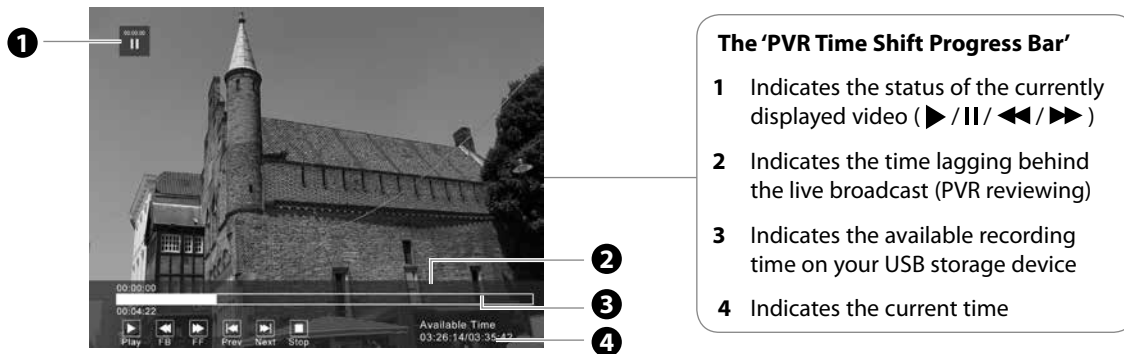 1
00:00:00
2
00:00:00
3
00:04:22
Play FB FF Prev Next Stop
Available Time
03:26:14/03:35:42
4
The ‘PVR Time Shift Progress Bar’
1 Indicates the status of the currently
displayed video ( ▶ / II / ◀◀ / ▶▶ )
2 Indicates the time lagging behind
the live broadcast (PVR reviewing)
3 Indicates the available recording
time on your USB storage device
4 Indicates the current time